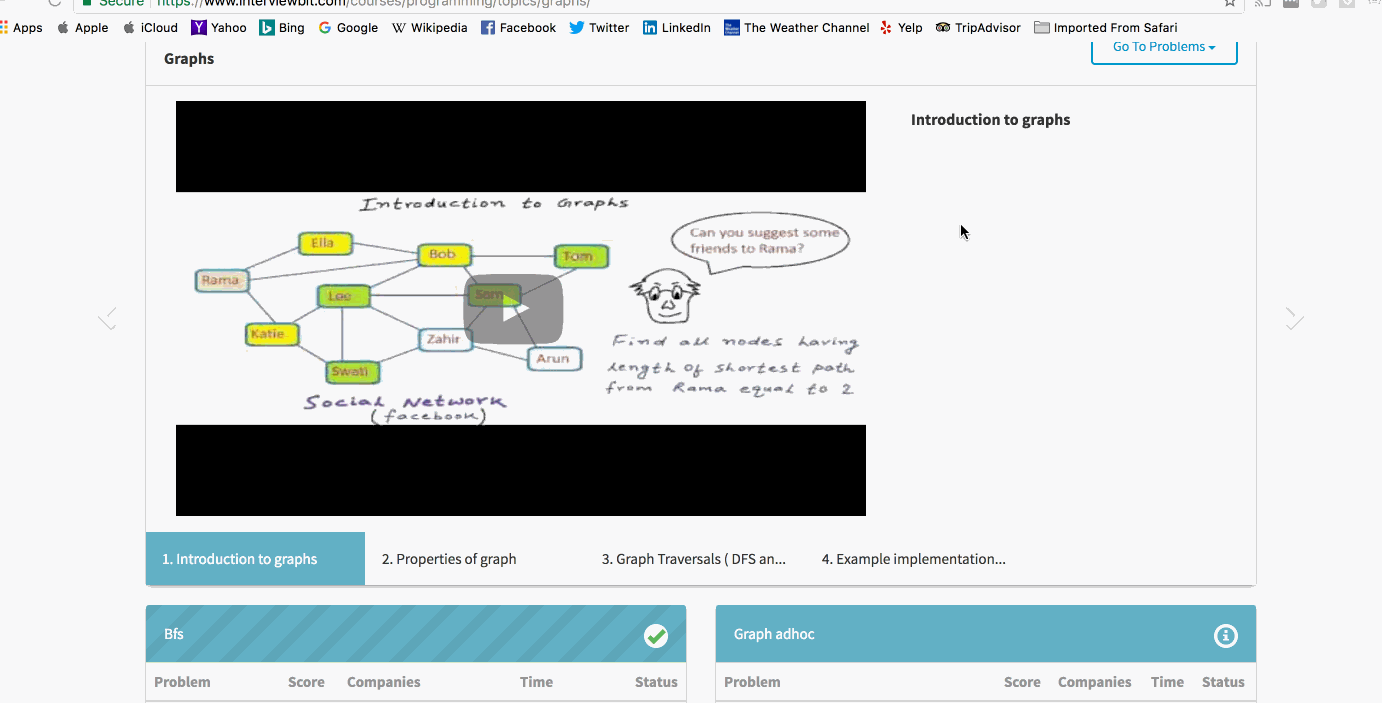 Secure https://www.interviewbit.com/courses/programming/topics/graphs/
Apps Apple iCloud Yahoo Bing Google Wikipedia Facebook Twitter LinkedIn The Weather Channel Yelp TripAdvisor Imported From Safari
Graphs
Go To Problems
Introduction to graphs
Introduction to Graphs
Can you suggest some
friends to Rama?
Ella
Bob
Tom
Rama
Lee
Sam
Katie
Zahir
Arun
Swati
Find all nodes having
length of shortest path
from Rama equal to 2
Social Network
(facebook)
1. Introduction to graphs
2. Properties of graph
3. Graph Traversals ( DFS an...
4. Example implementation...
Bfs
Graph adhoc
Problem Score Companies Time Status
Problem Score Companies Time Status